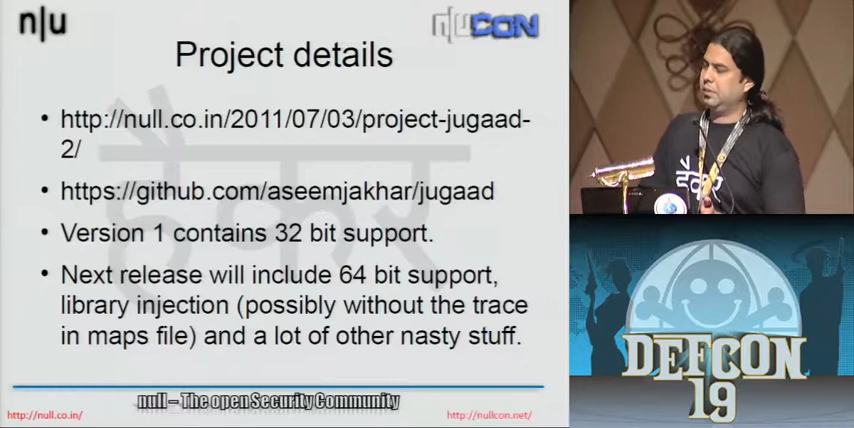 n|u
n|uCON
Project details
• http://null.co.in/2011/07/03/project-jugaad-
2/
• https://github.com/aseemjakhar/jugaad
• Version 1 contains 32 bit support.
• Next release will include 64 bit support,
library injection (possibly without the trace
in maps file) and a lot of other nasty stuff.
हैकर
null – The open Security Community
http://null.co.in/
http://nullcon.net/
हैकर
DEFCON
19